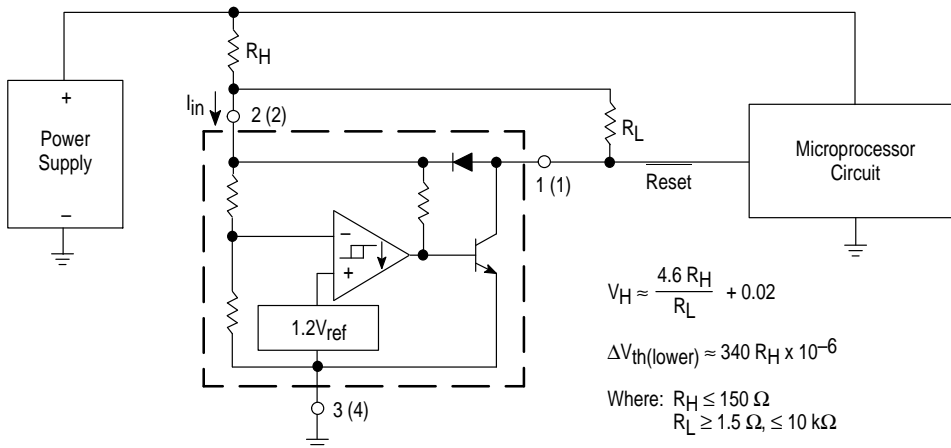 R_H
+
Power
Supply
–
I_in
2 (2)
R_L
1 (1)
Reset
Microprocessor
Circuit
–
+
1.2V_ref
3 (4)
V_H ≈ 4.6 R_H / R_L + 0.02
ΔV_th(lower) ≈ 340 R_H x 10^–6
Where: R_H ≤ 150 Ω
R_L ≥ 1.5 Ω, ≤ 10 kΩ